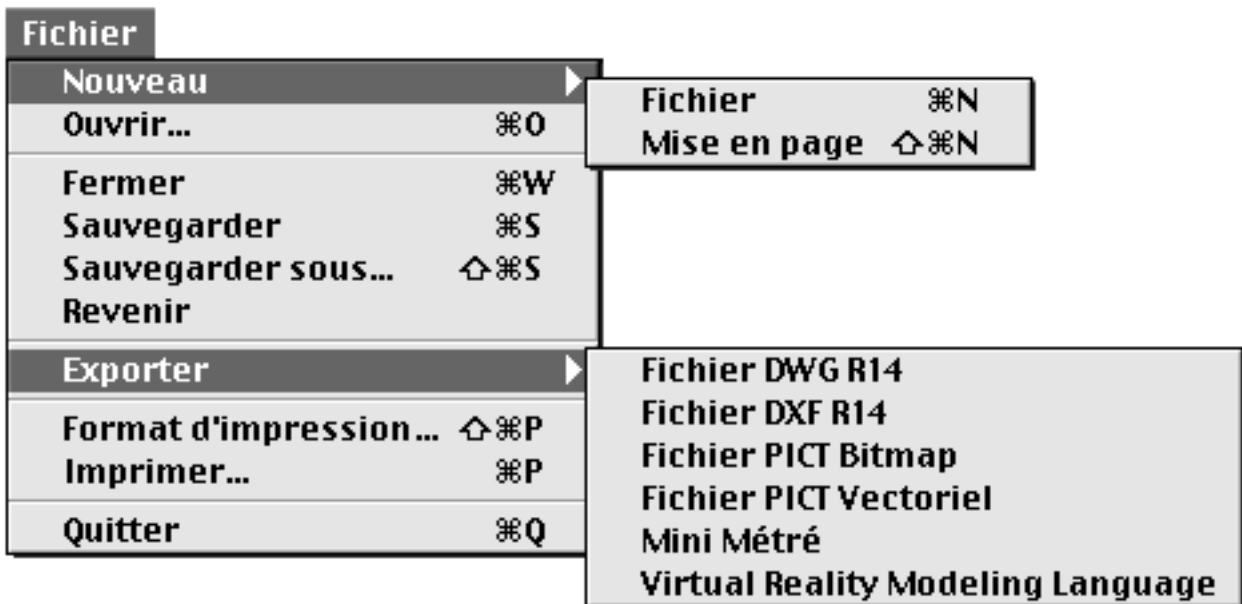 Fichier
Nouveau
Ouvrir... ⌘O
Fermer ⌘W
Sauvegarder ⌘S
Sauvegarder sous... ⇧⌘S
Revenir
Exporter
Format d'impression... ⇧⌘P
Imprimer... ⌘P
Quitter ⌘Q
Fichier ⌘N
Mise en page ⇧⌘N
Fichier DWG R14
Fichier DXF R14
Fichier PICT Bitmap
Fichier PICT Vectoriel
Mini Métré
Virtual Reality Modeling Language